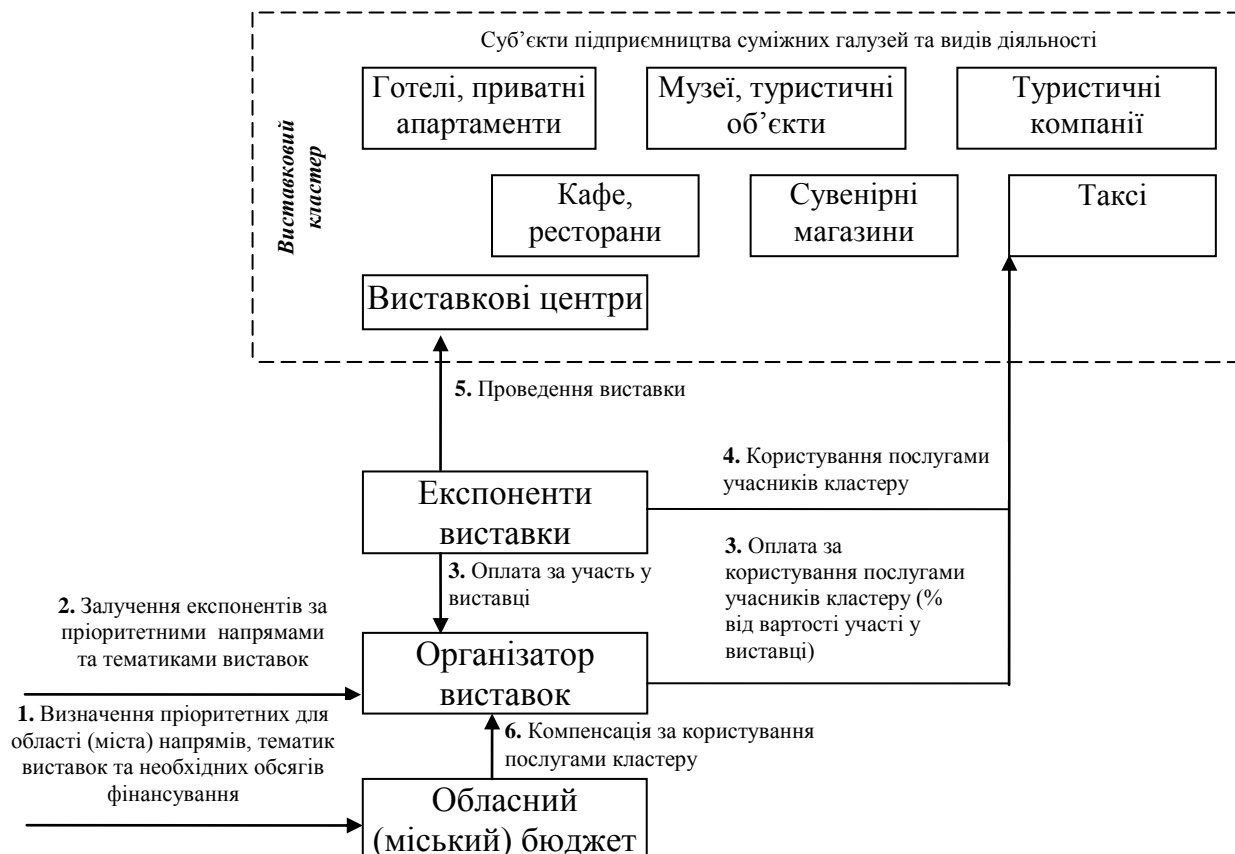 Суб’єкти підприємництва суміжних галузей та видів діяльності
Виставковий
кластер
Готелі, приватні
апартаменти
Музеї, туристичні
об’єкти
Туристичні
компанії
Кафе,
ресторани
Сувенірні
магазини
Таксі
Виставкові центри
5. Проведення виставки
Експоненти
виставки
4. Користування послугами
учасників кластеру
3. Оплата за участь у
виставці
3. Оплата за
користування послугами
учасників кластеру (%
від вартості участі у
виставці)
2. Залучення експонентів за
пріоритетними напрямами
та тематиками виставок
Організатор
виставок
1. Визначення пріоритетних для
області (міста) напрямів, тематик
виставок та необхідних обсягів
фінансування
6. Компенсація за користування
послугами кластеру
Обласний
(міський) бюджет